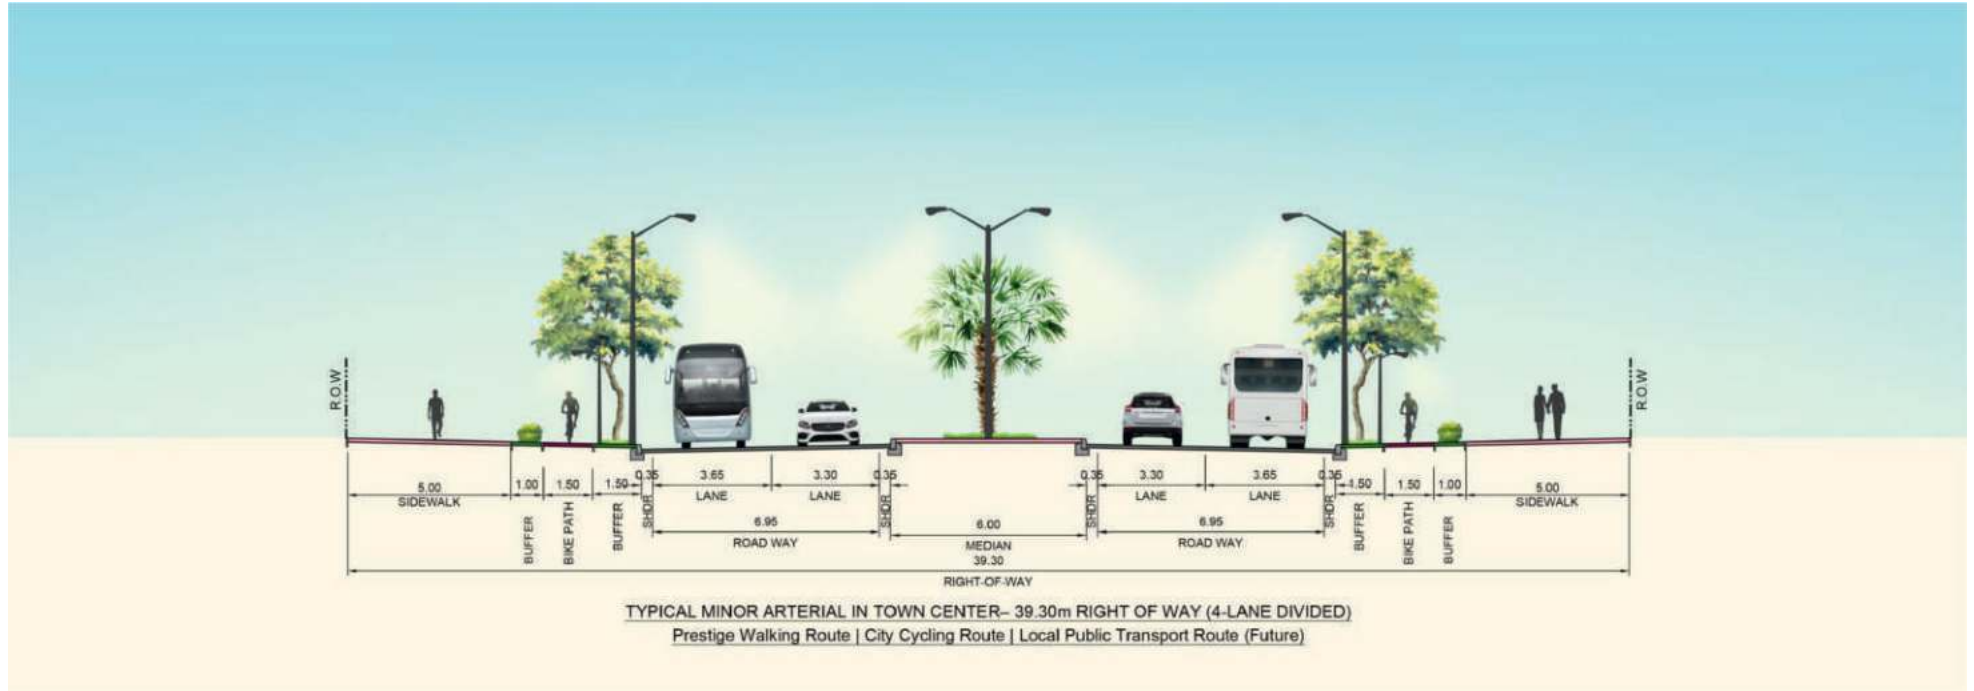 R.O.W
R.O.W
0.35 3.65 3.30 0.35 0.35 3.30 3.65 0.35
5.00 1.00 1.50 1.50 LANE LANE LANE LANE 1.50 1.50 1.00 5.00
SIDEWALK SIDEWALK
BUFFER BIKE PATH BUFFER SHDR SHDR SHDR SHDR BUFFER BIKE PATH BUFFER
6.95 6.00 6.95
ROAD WAY MEDIAN ROAD WAY
39.30
RIGHT-OF-WAY
TYPICAL MINOR ARTERIAL IN TOWN CENTER– 39.30m RIGHT OF WAY (4-LANE DIVIDED)
Prestige Walking Route | City Cycling Route | Local Public Transport Route (Future)